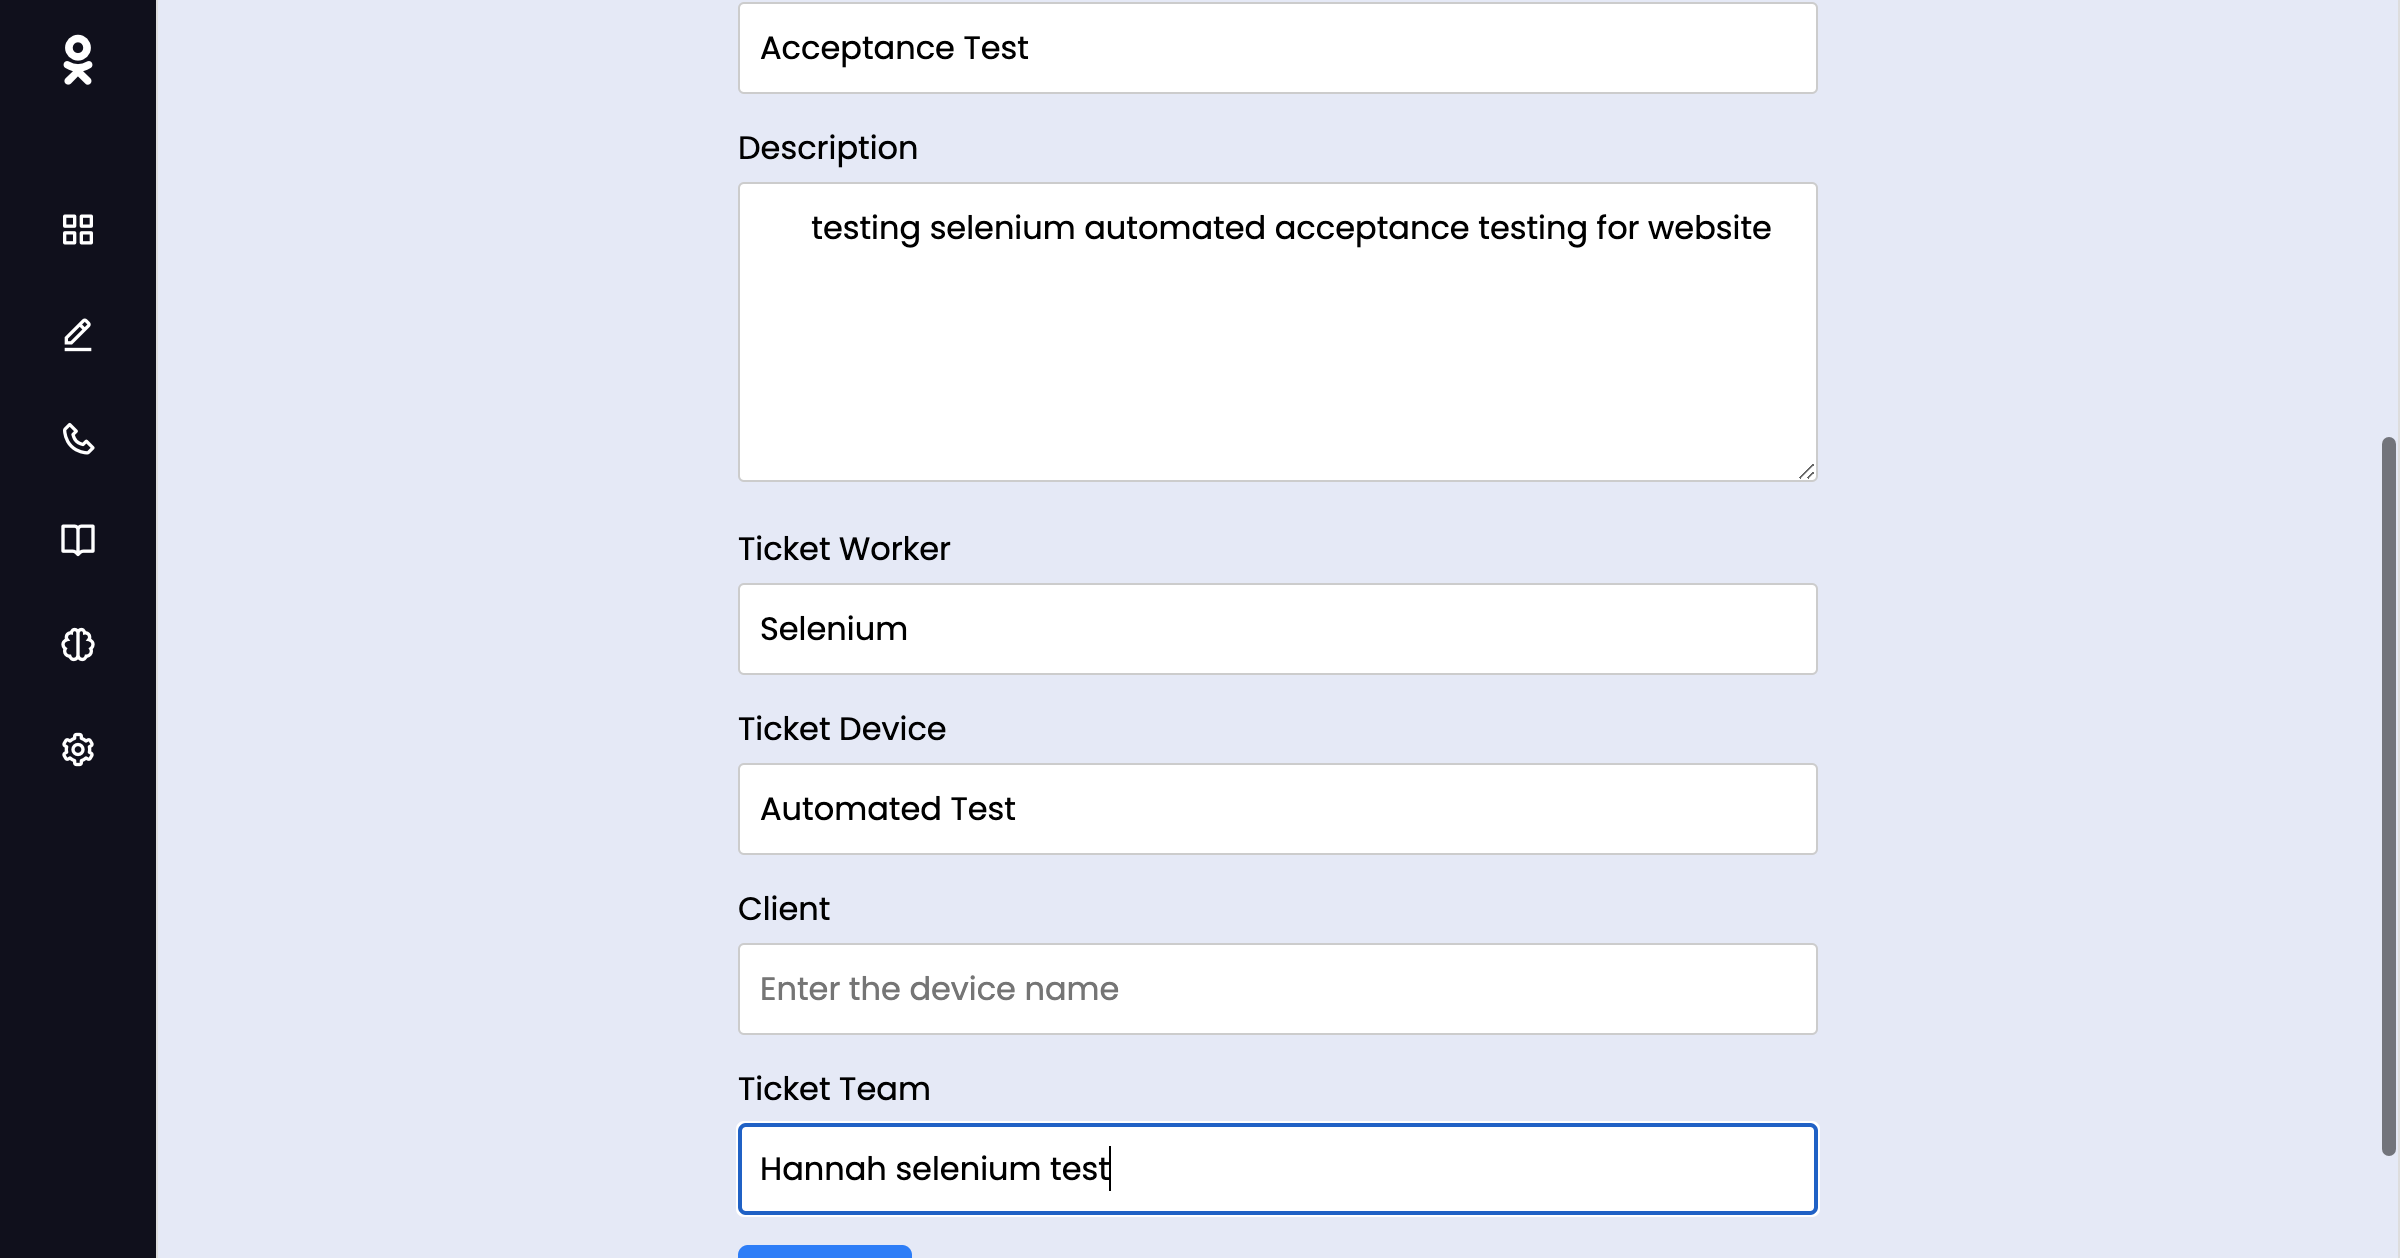 Acceptance Test
Description
testing selenium automated acceptance testing for website
Ticket Worker
Selenium
Ticket Device
Automated Test
Client
Enter the device name
Ticket Team
Hannah selenium test